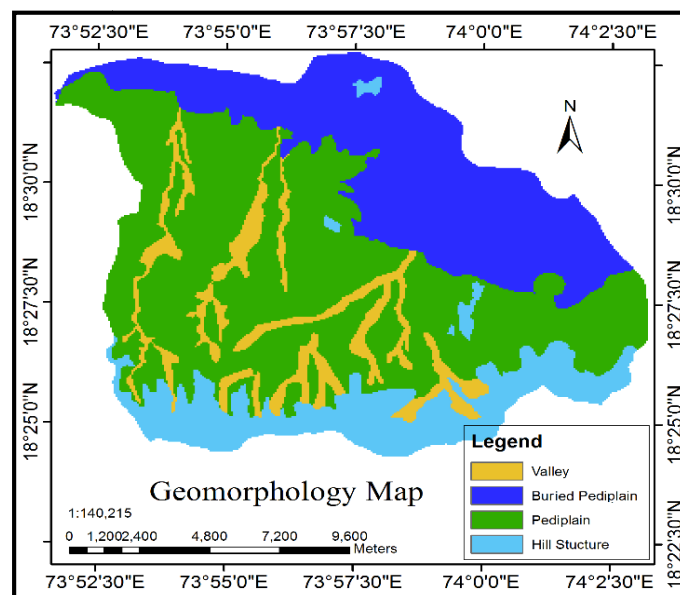 73°52'30"E 73°55'0"E 73°57'30"E 74°0'0"E 74°2'30"E
N
18°30'0"N 18°30'0"N
18°27'30"N 18°27'30"N
18°25'0"N 18°25'0"N
18°22'30"N
Legend
Valley
Buried Pediplain
Pediplain
Hill Stucture
Geomorphology Map
1:140,215
0 1,200 2,400 4,800 7,200 9,600
Meters
73°52'30"E 73°55'0"E 73°57'30"E 74°0'0"E 74°2'30"E